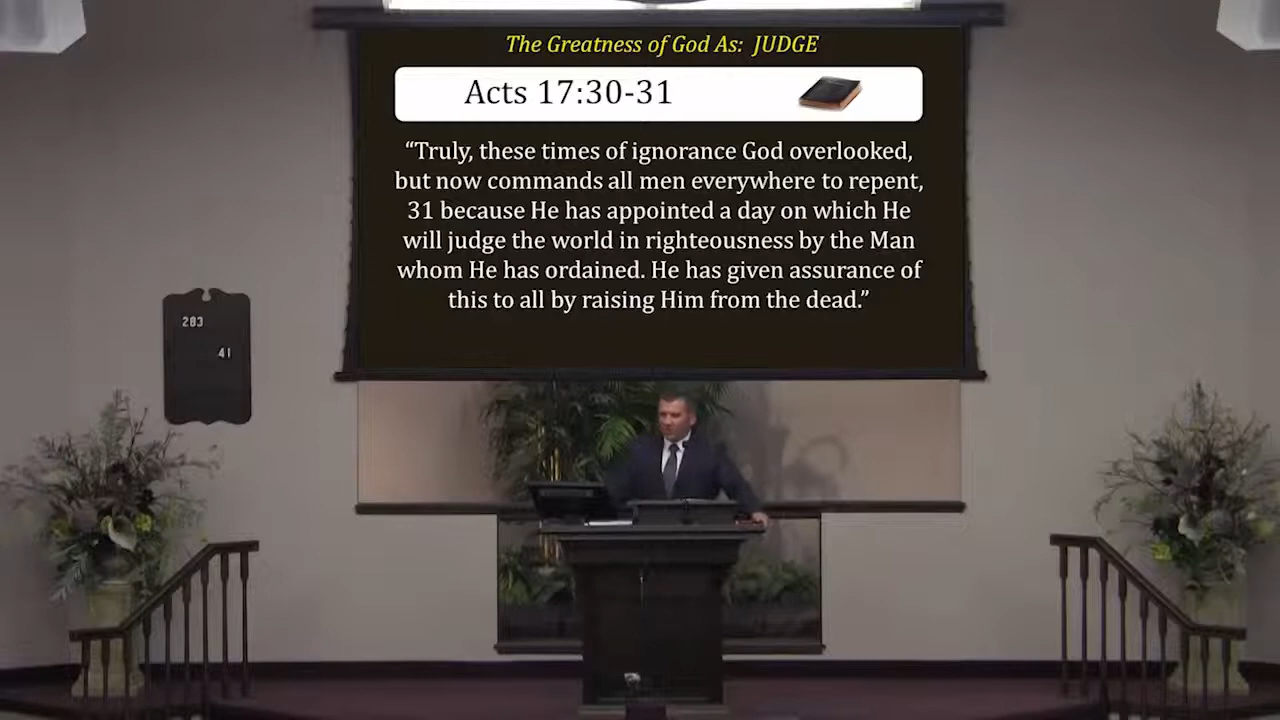 The Greatness of God As: JUDGE
Acts 17:30-31
“Truly, these times of ignorance God overlooked,
but now commands all men everywhere to repent,
31 because He has appointed a day on which He
will judge the world in righteousness by the Man
whom He has ordained. He has given assurance of
this to all by raising Him from the dead.”
203
41